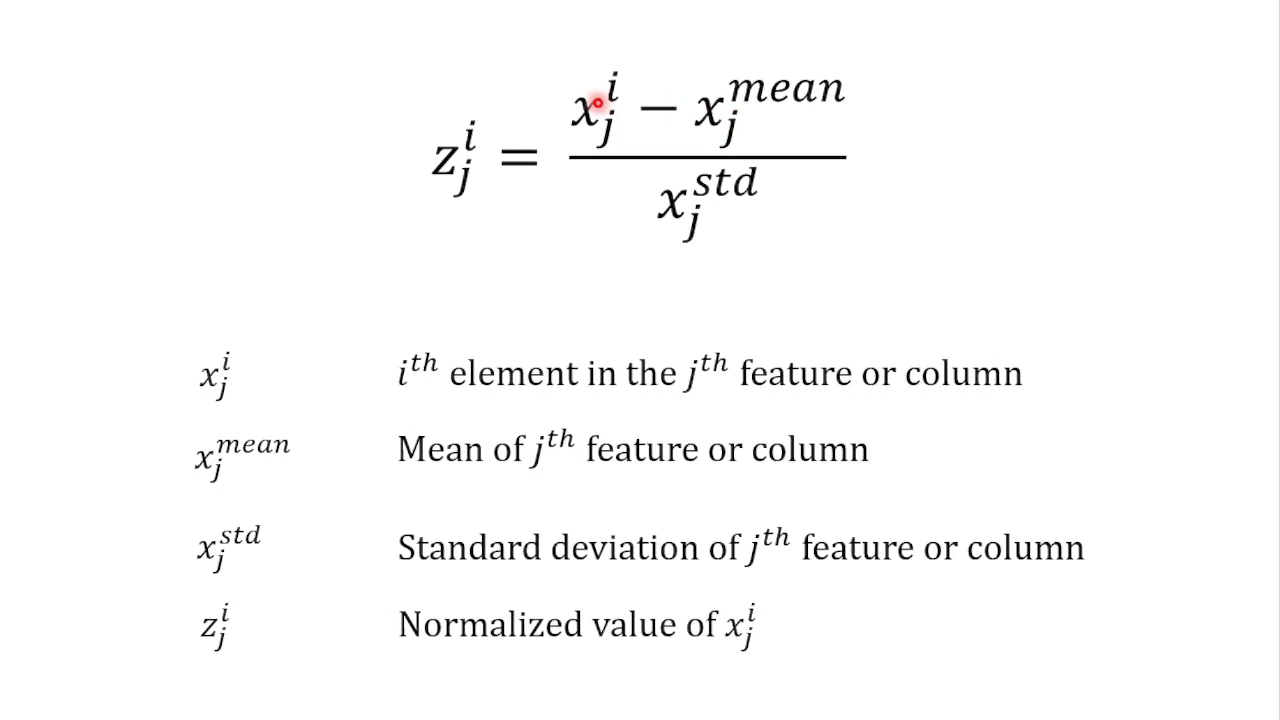 z_j^i = (x_j^i − x_j^{mean}) / x_j^{std}
x_j^i i^{th} element in the j^{th} feature or column
x_j^{mean} Mean of j^{th} feature or column
x_j^{std} Standard deviation of j^{th} feature or column
z_j^i Normalized value of x_j^i